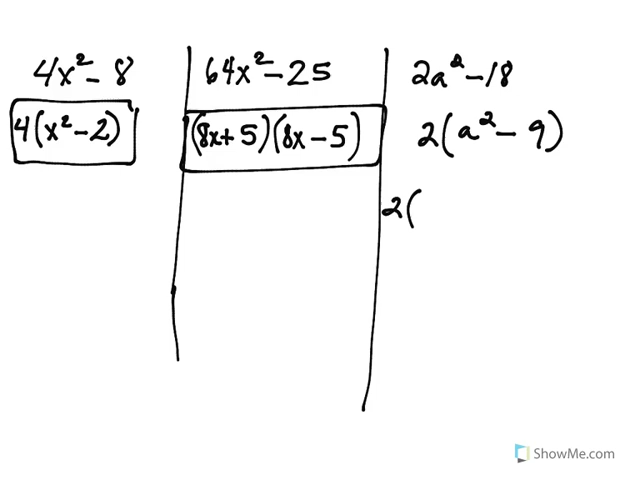 4x² - 8
4(x² - 2)
64x² - 25
(8x + 5)(8x - 5)
2a² - 18
2(a² - 9)
2(
ShowMe.com